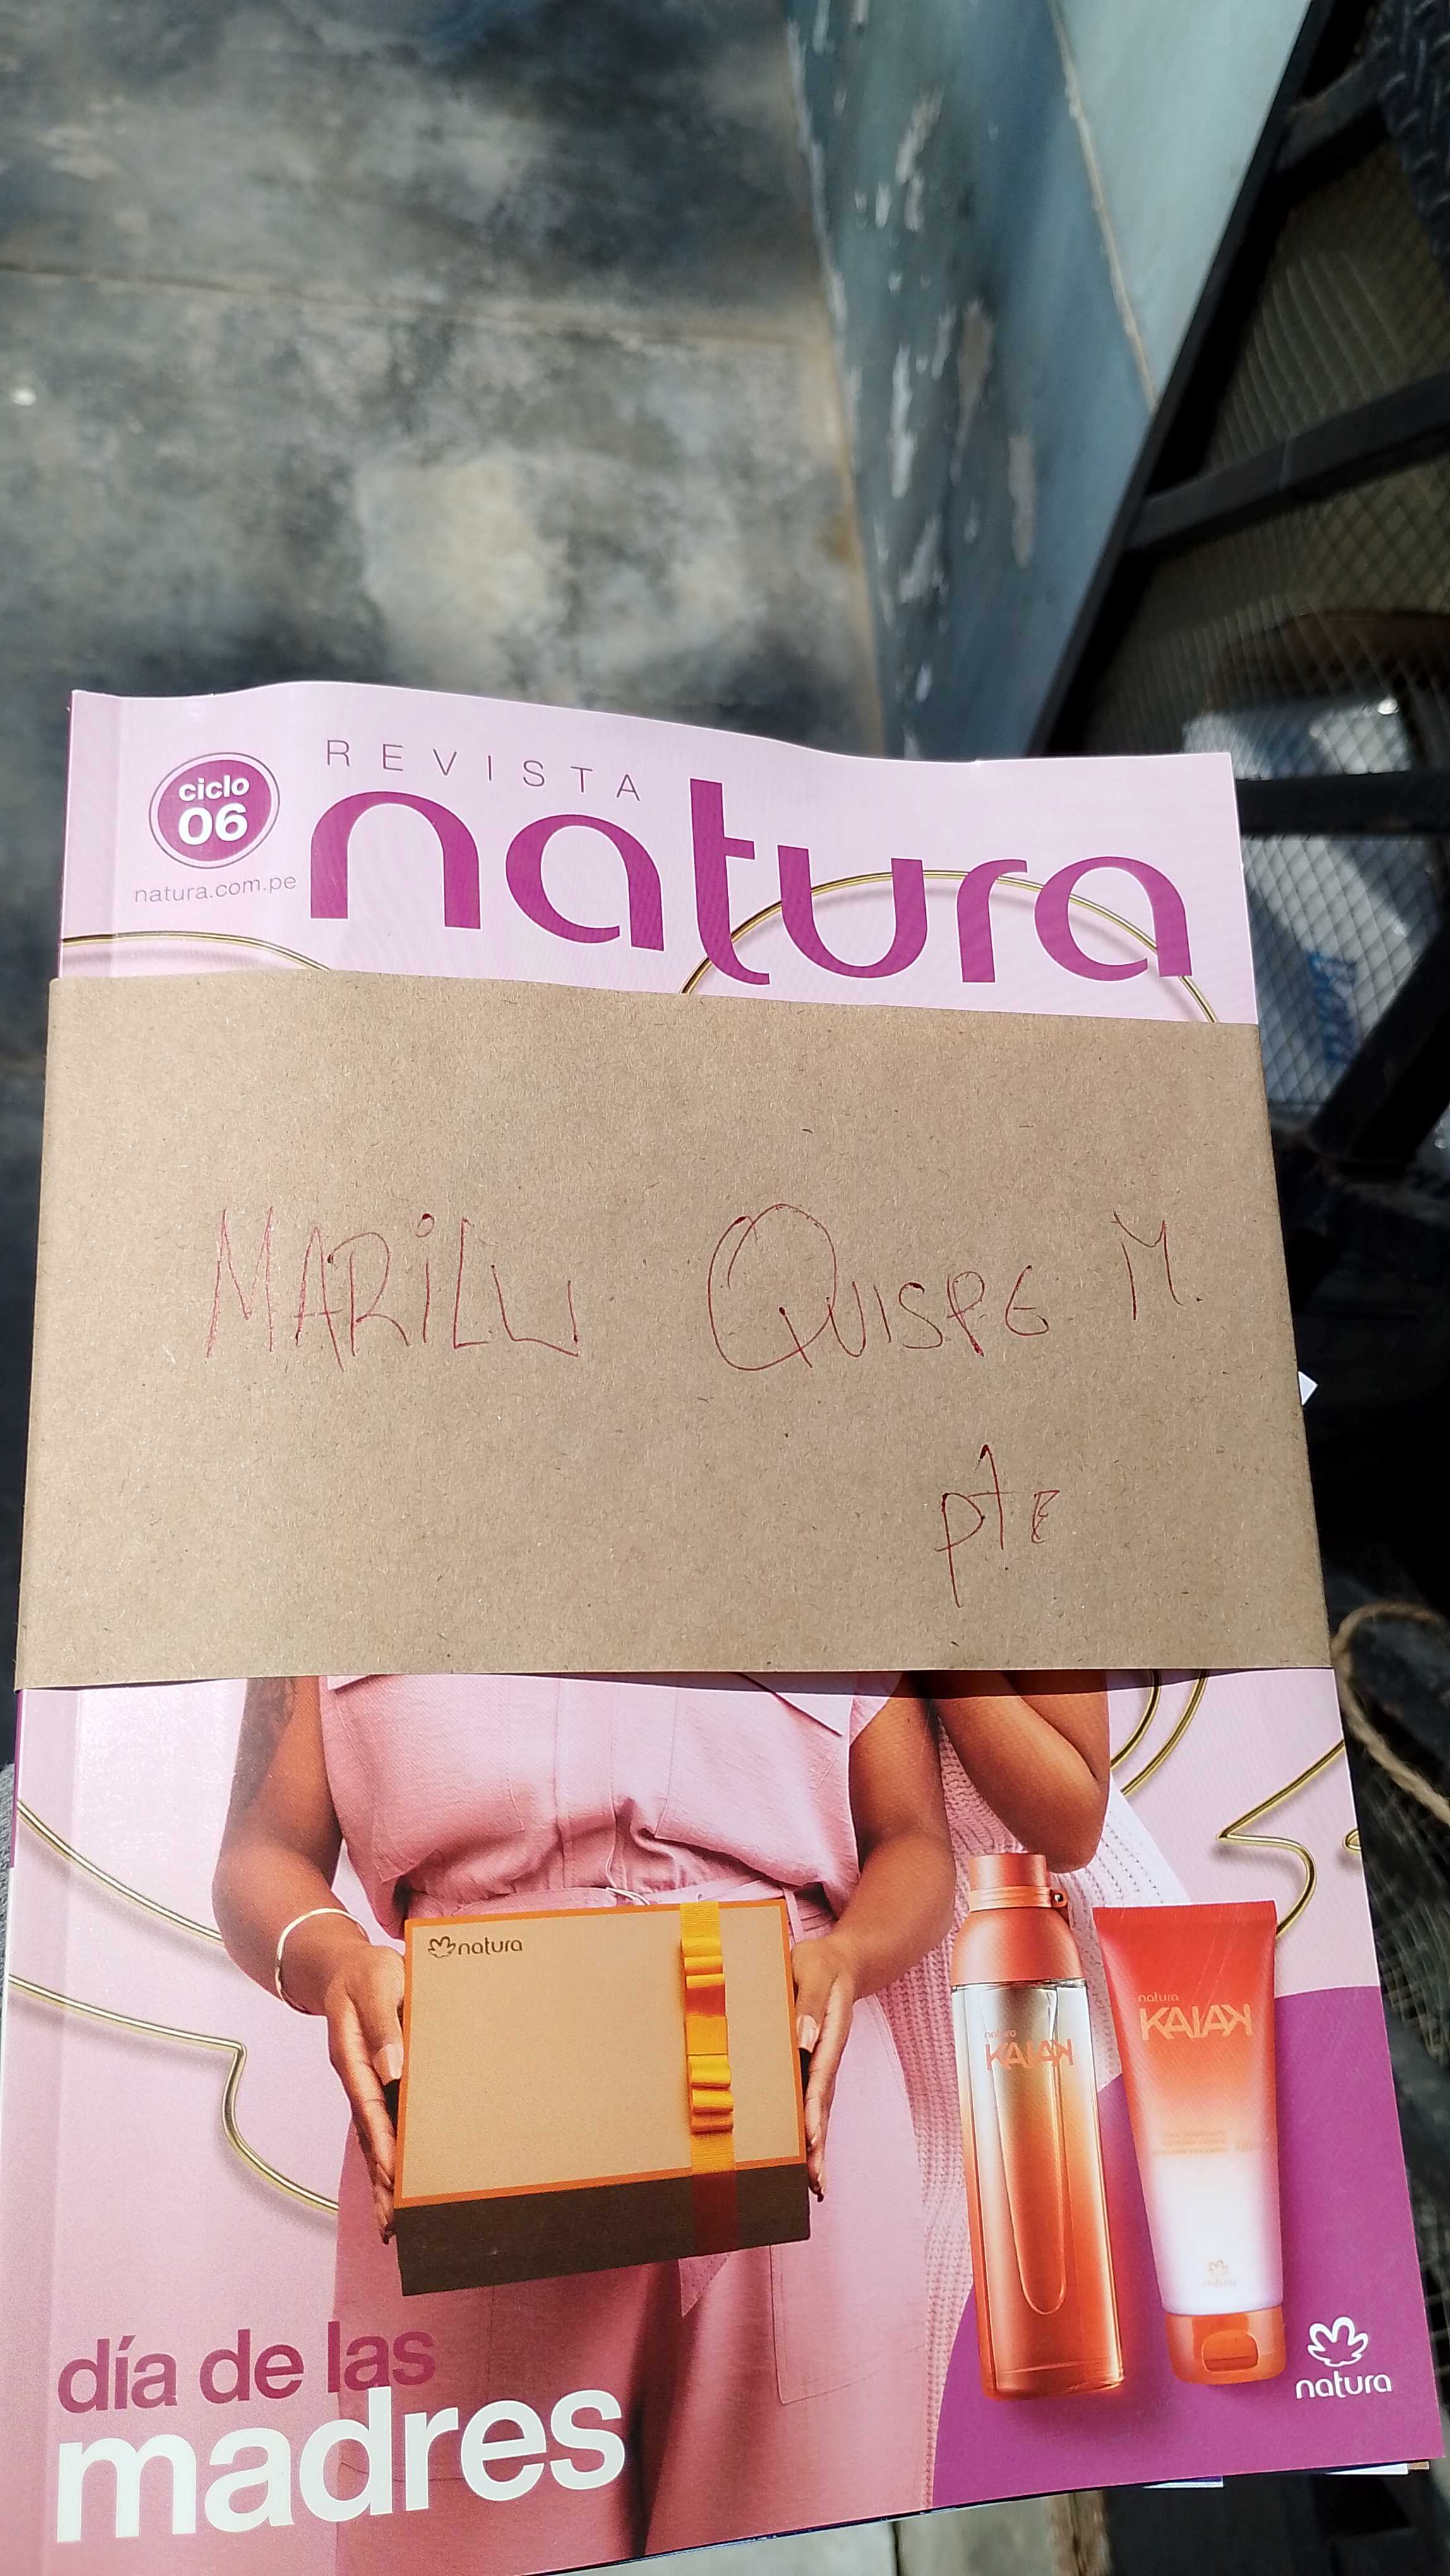 REVISTA
natura
ciclo
06
natura.com.pe
MARiLU QUISPE M.
pte
natura
natura
KAIAK
natura
KAIAK
día de las
madres
natura